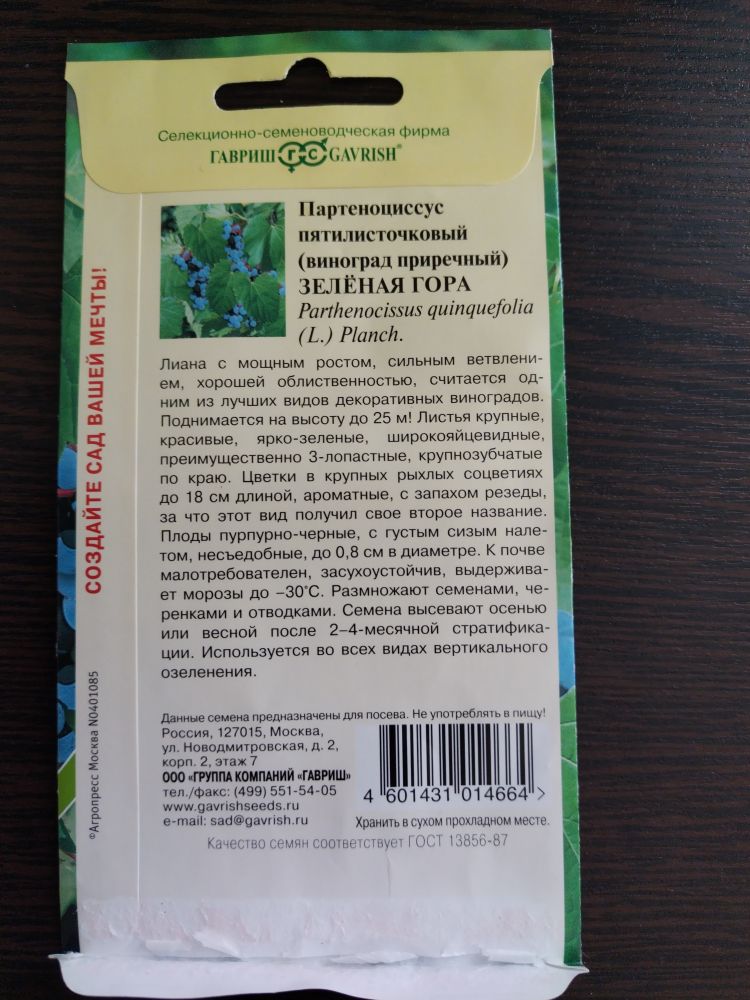 Селекционно-семеноводческая фирма
ГАВРИШ ГС GAVRISH®
Партеноциссус
пятилисточковый
(виноград приречный)
ЗЕЛЁНАЯ ГОРА
Parthenocissus quinquefolia
(L.) Planch.
Лиана с мощным ростом, сильным ветвлени-
ем, хорошей облиственностью, считается од-
ним из лучших видов декоративных виноградов.
Поднимается на высоту до 25 м! Листья крупные,
красивые, ярко-зеленые, широкояйцевидные,
преимущественно 3-лопастные, крупнозубчатые
по краю. Цветки в крупных рыхлых соцветиях
до 18 см длиной, ароматные, с запахом резеды,
за что этот вид получил свое второе название.
Плоды пурпурно-черные, с густым сизым нале-
том, несъедобные, до 0,8 см в диаметре. К почве
малотребователен, засухоустойчив, выдержива-
ет морозы до –30°С. Размножают семенами, че-
ренками и отводками. Семена высевают осенью
или весной после 2–4-месячной стратифика-
ции. Используется во всех видах вертикального
озеленения.
Данные семена предназначены для посева. Не употреблять в пищу!
Россия, 127015, Москва,
ул. Новодмитровская, д. 2,
корп. 2, этаж 7
ООО «ГРУППА КОМПАНИЙ «ГАВРИШ»
тел./факс: (499) 551-54-05
www.gavrishseeds.ru
e-mail: sad@gavrish.ru
4 601431 014664 >
Хранить в сухом прохладном месте.
Качество семян соответствует ГОСТ 13856-87
СОЗДАЙТЕ САД ВАШЕЙ МЕЧТЫ!
©Агропресс Москва N0401085